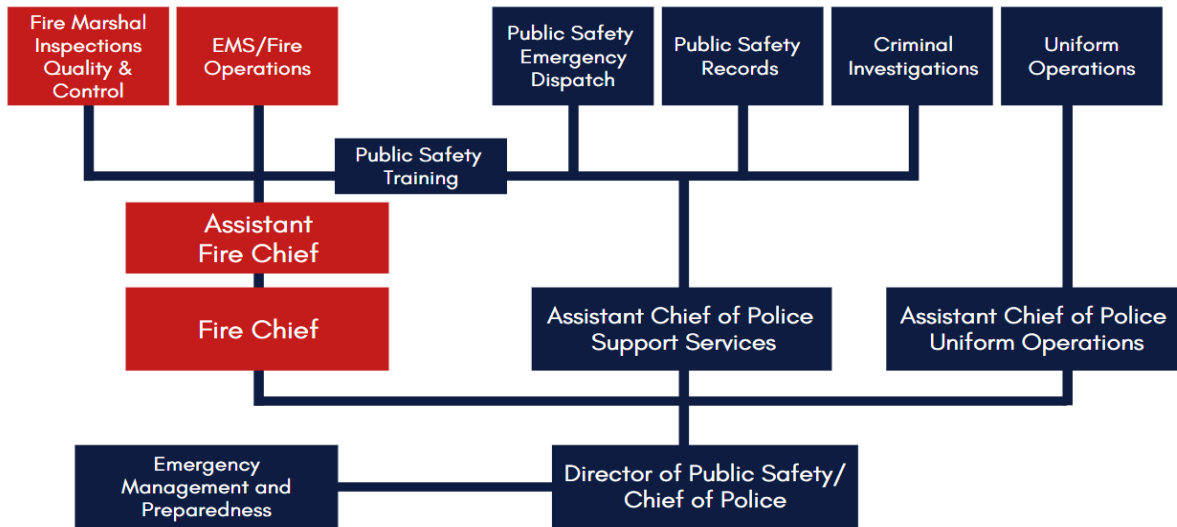 Fire Marshal
Inspections
Quality &
Control
EMS/Fire
Operations
Public Safety
Emergency
Dispatch
Public Safety
Records
Criminal
Investigations
Uniform
Operations
Public Safety
Training
Assistant
Fire Chief
Fire Chief
Assistant Chief of Police
Support Services
Assistant Chief of Police
Uniform Operations
Emergency
Management and
Preparedness
Director of Public Safety/
Chief of Police